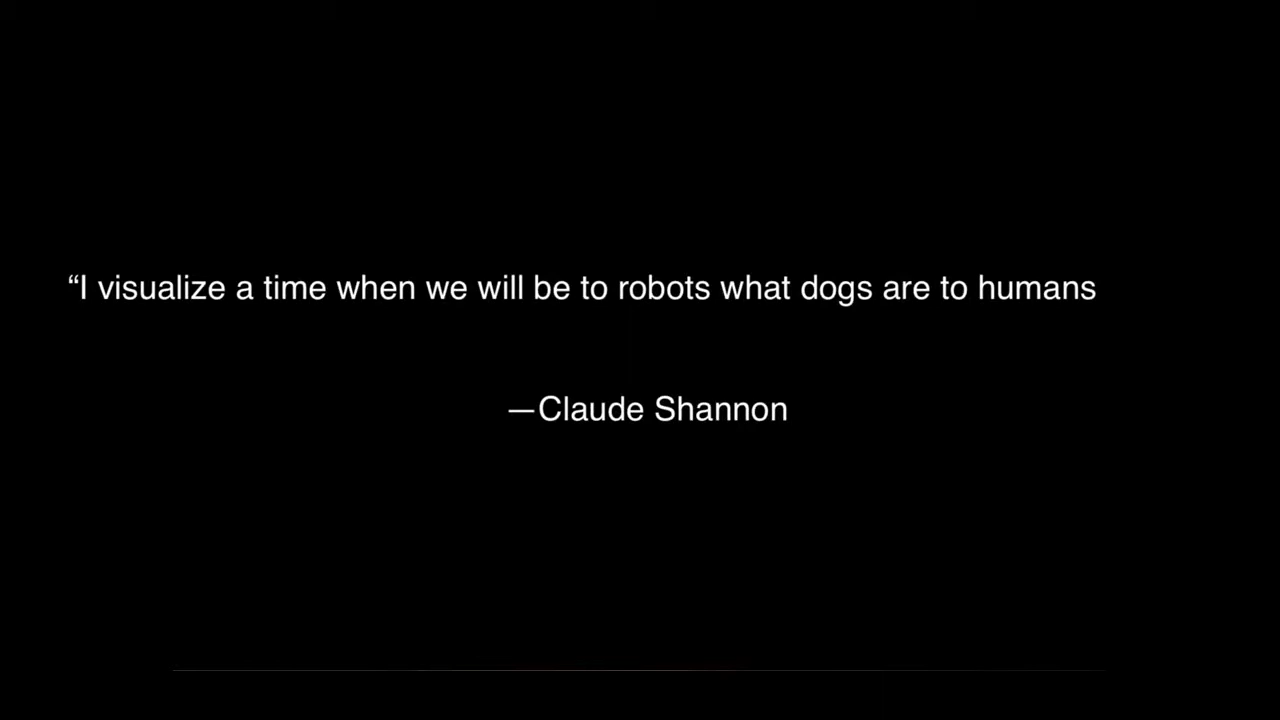 “I visualize a time when we will be to robots what dogs are to humans
—Claude Shannon